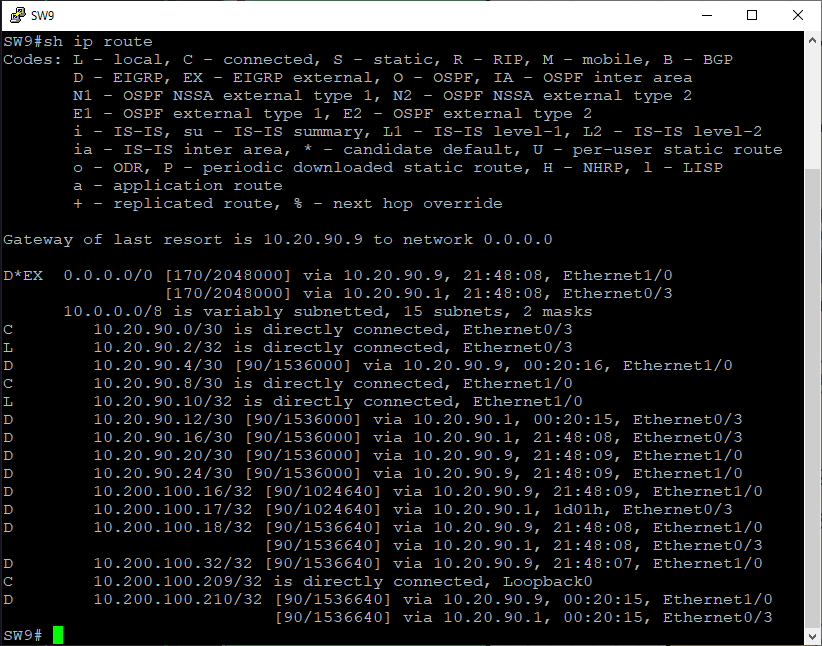 SW9
SW9#sh ip route
Codes: L - local, C - connected, S - static, R - RIP, M - mobile, B - BGP
       D - EIGRP, EX - EIGRP external, O - OSPF, IA - OSPF inter area
       N1 - OSPF NSSA external type 1, N2 - OSPF NSSA external type 2
       E1 - OSPF external type 1, E2 - OSPF external type 2
       i - IS-IS, su - IS-IS summary, L1 - IS-IS level-1, L2 - IS-IS level-2
       ia - IS-IS inter area, * - candidate default, U - per-user static route
       o - ODR, P - periodic downloaded static route, H - NHRP, l - LISP
       a - application route
       + - replicated route, % - next hop override
Gateway of last resort is 10.20.90.9 to network 0.0.0.0
D*EX  0.0.0.0/0 [170/2048000] via 10.20.90.9, 21:48:08, Ethernet1/0
                [170/2048000] via 10.20.90.1, 21:48:08, Ethernet0/3
      10.0.0.0/8 is variably subnetted, 15 subnets, 2 masks
C        10.20.90.0/30 is directly connected, Ethernet0/3
L        10.20.90.2/32 is directly connected, Ethernet0/3
D        10.20.90.4/30 [90/1536000] via 10.20.90.9, 00:20:16, Ethernet1/0
C        10.20.90.8/30 is directly connected, Ethernet1/0
L        10.20.90.10/32 is directly connected, Ethernet1/0
D        10.20.90.12/30 [90/1536000] via 10.20.90.1, 00:20:15, Ethernet0/3
D        10.20.90.16/30 [90/1536000] via 10.20.90.1, 21:48:08, Ethernet0/3
D        10.20.90.20/30 [90/1536000] via 10.20.90.9, 21:48:09, Ethernet1/0
D        10.20.90.24/30 [90/1536000] via 10.20.90.9, 21:48:09, Ethernet1/0
D        10.200.100.16/32 [90/1024640] via 10.20.90.9, 21:48:09, Ethernet1/0
D        10.200.100.17/32 [90/1024640] via 10.20.90.1, 1d01h, Ethernet0/3
D        10.200.100.18/32 [90/1536640] via 10.20.90.9, 21:48:08, Ethernet1/0
                          [90/1536640] via 10.20.90.1, 21:48:08, Ethernet0/3
D        10.200.100.32/32 [90/1536640] via 10.20.90.9, 21:48:07, Ethernet1/0
C        10.200.100.209/32 is directly connected, Loopback0
D        10.200.100.210/32 [90/1536640] via 10.20.90.9, 00:20:15, Ethernet1/0
                           [90/1536640] via 10.20.90.1, 00:20:15, Ethernet0/3
SW9#